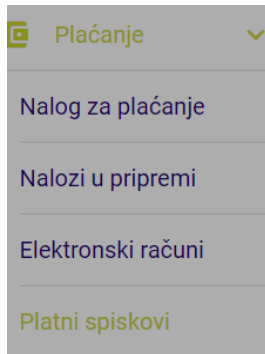 Plaćanje
Nalog za plaćanje
Nalozi u pripremi
Elektronski računi
Platni spiskovi